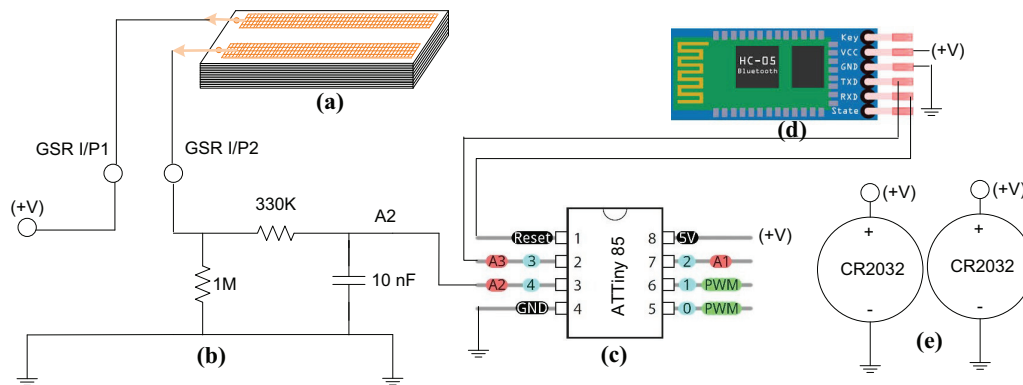 (a)
GSR I/P1
GSR I/P2
(+V)
330K
A2
1M
10 nF
(b)
HC-05
Bluetooth
Key
VCC
GND
TXD
RXD
State
(+V)
(d)
Reset 1 8 5V (+V)
A3 3 2 7 2 A1
A2 4 3 6 1 PWM
GND 4 5 0 PWM
ATTiny 85
(c)
(+V)
(+V)
+
+
CR2032
CR2032
-
-
(e)